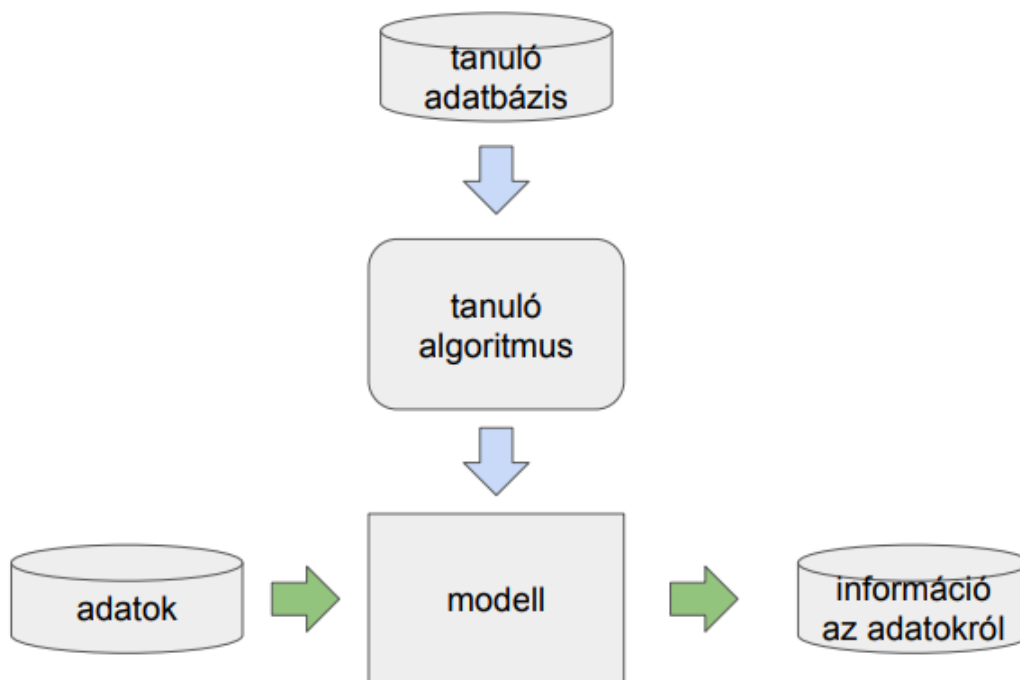 tanuló
adatbázis
tanuló
algoritmus
adatok
modell
információ
az adatokról